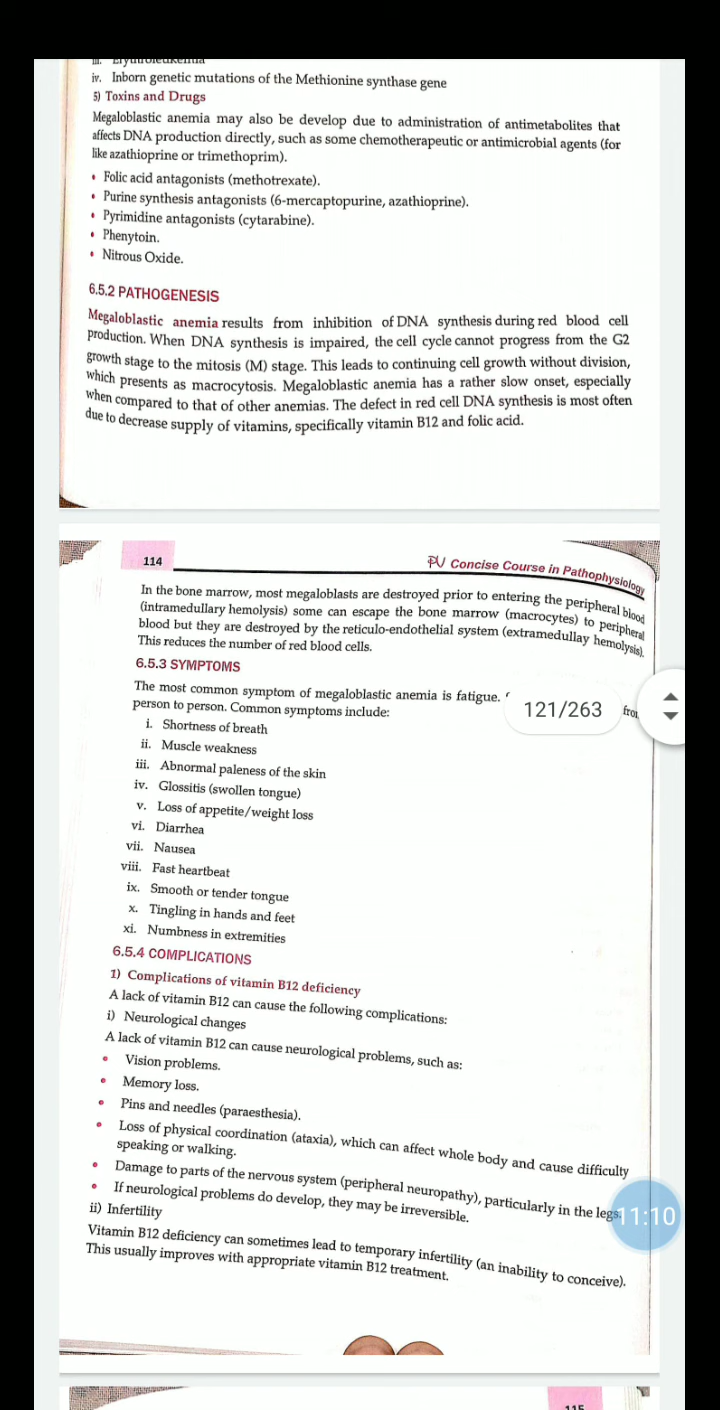 iii. Erythroleukemia
iv. Inborn genetic mutations of the Methionine synthase gene
5) Toxins and Drugs
Megaloblastic anemia may also be develop due to administration of antimetabolites that
affects DNA production directly, such as some chemotherapeutic or antimicrobial agents (for
like azathioprine or trimethoprim).
• Folic acid antagonists (methotrexate).
• Purine synthesis antagonists (6-mercaptopurine, azathioprine).
• Pyrimidine antagonists (cytarabine).
• Phenytoin.
• Nitrous Oxide.
6.5.2 PATHOGENESIS
Megaloblastic anemia results from inhibition of DNA synthesis during red blood cell
production. When DNA synthesis is impaired, the cell cycle cannot progress from the G2
growth stage to the mitosis (M) stage. This leads to continuing cell growth without division,
which presents as macrocytosis. Megaloblastic anemia has a rather slow onset, especially
when compared to that of other anemias. The defect in red cell DNA synthesis is most often
due to decrease supply of vitamins, specifically vitamin B12 and folic acid.
114
PV Concise Course in Pathophysiology
In the bone marrow, most megaloblasts are destroyed prior to entering the peripheral blood
(intramedullary hemolysis) some can escape the bone marrow (macrocytes) to peripheral
blood but they are destroyed by the reticulo-endothelial system (extramedullay hemolysis).
This reduces the number of red blood cells.
6.5.3 SYMPTOMS
The most common symptom of megaloblastic anemia is fatigue.
121/263
from
person to person. Common symptoms include:
i. Shortness of breath
ii. Muscle weakness
iii. Abnormal paleness of the skin
iv. Glossitis (swollen tongue)
v. Loss of appetite/weight loss
vi. Diarrhea
vii. Nausea
viii. Fast heartbeat
ix. Smooth or tender tongue
x. Tingling in hands and feet
xi. Numbness in extremities
6.5.4 COMPLICATIONS
1) Complications of vitamin B12 deficiency
A lack of vitamin B12 can cause the following complications:
i) Neurological changes
A lack of vitamin B12 can cause neurological problems, such as:
• Vision problems.
• Memory loss.
• Pins and needles (paraesthesia).
• Loss of physical coordination (ataxia), which can affect whole body and cause difficulty
speaking or walking.
• Damage to parts of the nervous system (peripheral neuropathy), particularly in the legs.
• If neurological problems do develop, they may be irreversible.
11:10
ii) Infertility
Vitamin B12 deficiency can sometimes lead to temporary infertility (an inability to conceive).
This usually improves with appropriate vitamin B12 treatment.
115